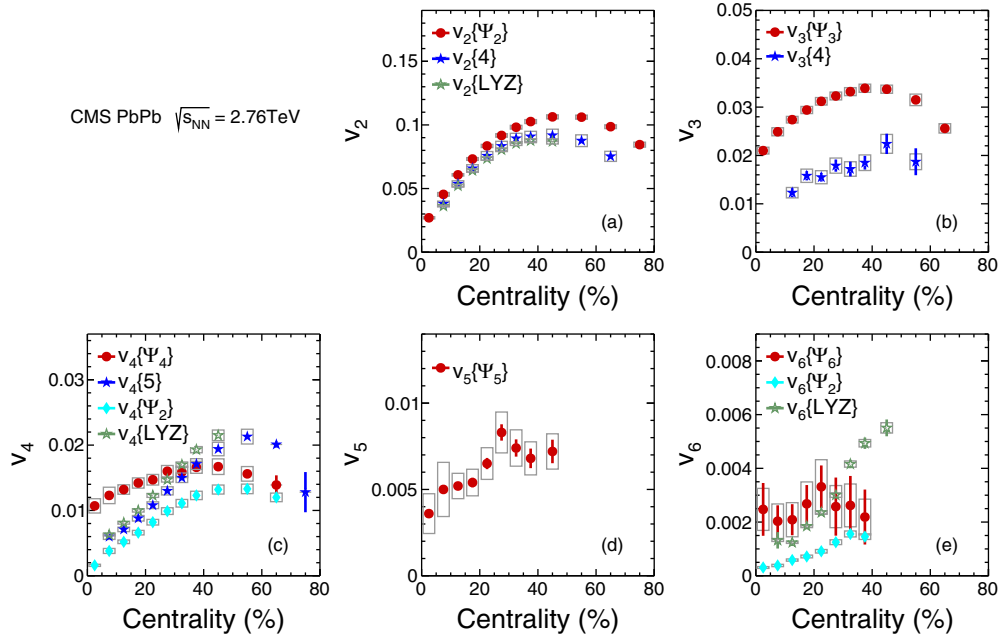 CMS PbPb √s_NN = 2.76TeV
v₂{Ψ₂}
v₂{4}
v₂{LYZ}
0.15
0.1
0.05
0
v₂
(a)
0 20 40 60 80
Centrality (%)
v₃{Ψ₃}
v₃{4}
0.05
0.04
0.03
0.02
0.01
0
v₃
(b)
0 20 40 60 80
Centrality (%)
v₄{Ψ₄}
v₄{5}
v₄{Ψ₂}
v₄{LYZ}
0.03
0.02
0.01
0
v₄
(c)
0 20 40 60 80
Centrality (%)
v₅{Ψ₅}
0.01
0.005
0
v₅
(d)
0 20 40 60 80
Centrality (%)
v₆{Ψ₆}
v₆{Ψ₂}
v₆{LYZ}
0.008
0.006
0.004
0.002
0
v₆
(e)
0 20 40 60 80
Centrality (%)